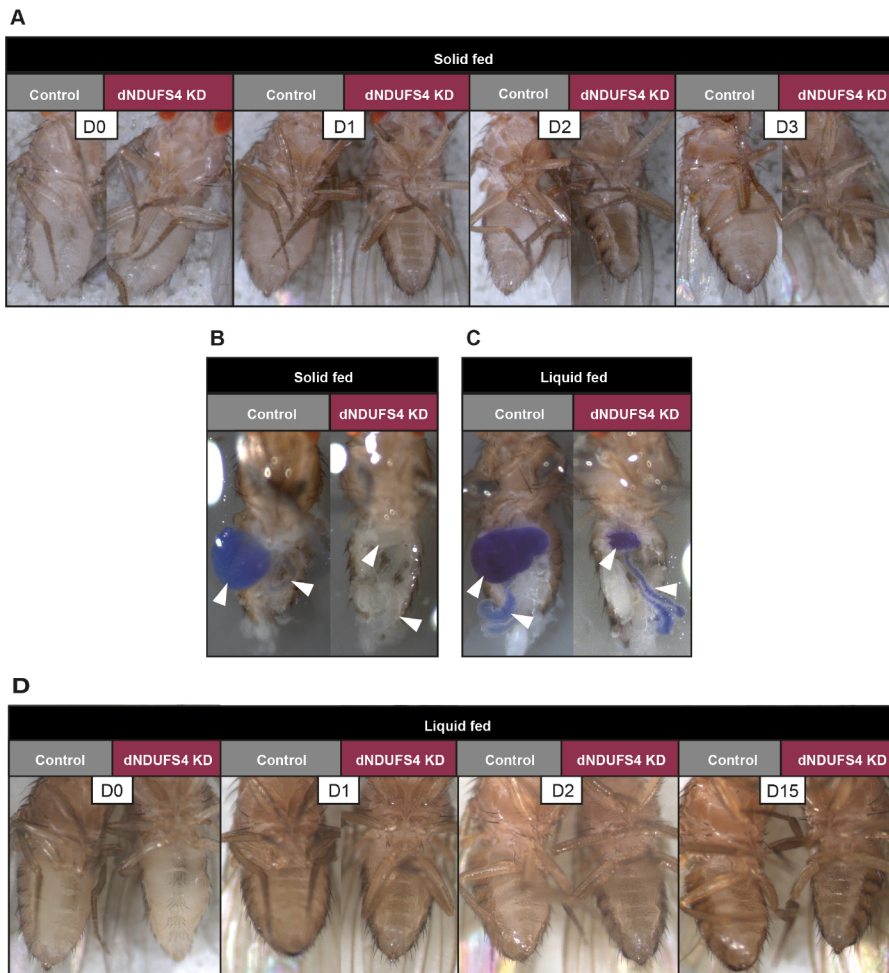 A
Solid fed
Control dNDUFS4 KD Control dNDUFS4 KD Control dNDUFS4 KD Control dNDUFS4 KD
D0 D1 D2 D3
B
C
Solid fed
Liquid fed
Control dNDUFS4 KD
Control dNDUFS4 KD
D
Liquid fed
Control dNDUFS4 KD Control dNDUFS4 KD Control dNDUFS4 KD Control dNDUFS4 KD
D0 D1 D2 D15